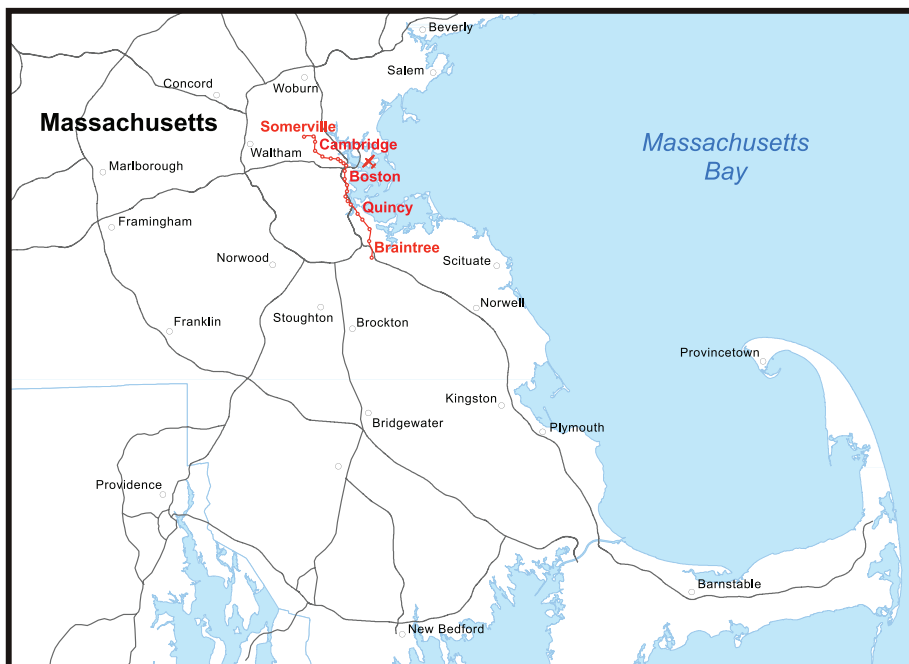 Beverly
Salem
Concord
Woburn
Massachusetts
Somerville
Cambridge
Waltham
Massachusetts
Bay
Marlborough
Boston
Quincy
Framingham
Braintree
Norwood
Scituate
Norwell
Franklin
Stoughton
Brockton
Provincetown
Kingston
Bridgewater
Plymouth
Providence
Barnstable
New Bedford